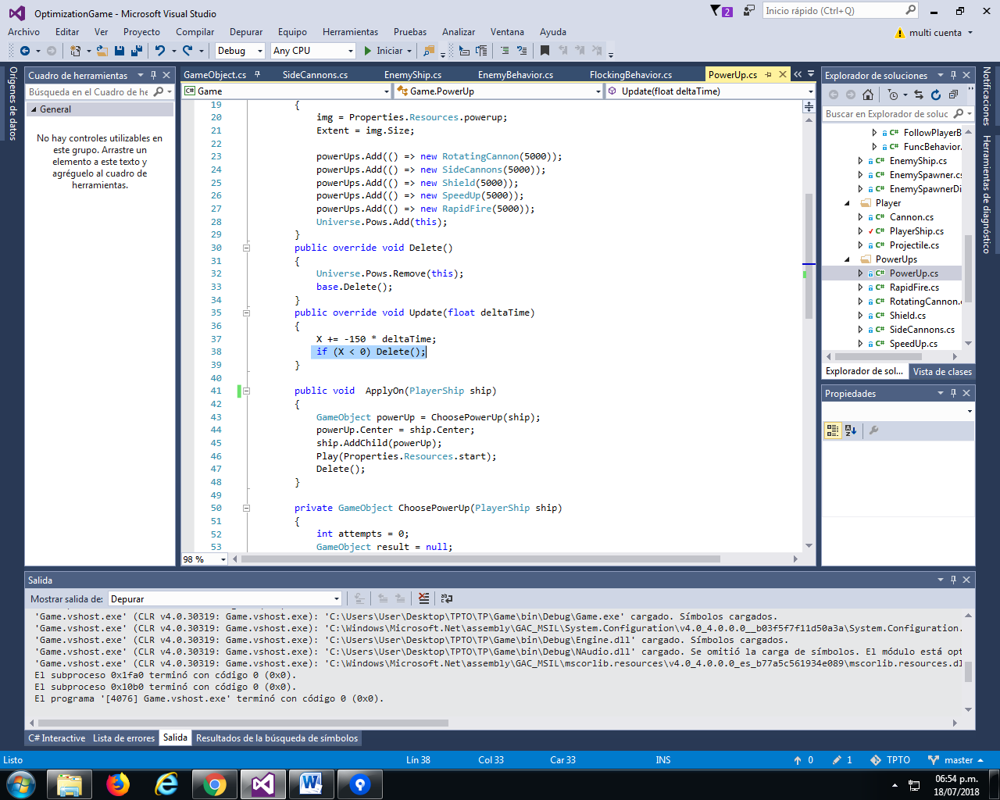 OptimizationGame - Microsoft Visual Studio
2
Inicio rápido (Ctrl+Q)
Archivo Editar Ver Proyecto Compilar Depurar Equipo Herramientas Pruebas Analizar Ventana Ayuda
multi cuenta
Debug Any CPU Iniciar
Orígenes de datos
Cuadro de herramientas
Búsqueda en el Cuadro de he
General
No hay controles utilizables en
este grupo. Arrastre un
elemento a este texto y
agréguelo al cuadro de
herramientas.
GameObject.cs SideCannons.cs EnemyShip.cs EnemyBehavior.cs FlockingBehavior.cs PowerUp.cs
C# Game Game.PowerUp Update(float deltaTime)
19 {
20 img = Properties.Resources.powerup;
21 Extent = img.Size;
22
23 powerUps.Add(() => new RotatingCannon(5000));
24 powerUps.Add(() => new SideCannons(5000));
25 powerUps.Add(() => new Shield(5000));
26 powerUps.Add(() => new SpeedUp(5000));
27 powerUps.Add(() => new RapidFire(5000));
28 Universe.Pows.Add(this);
29 }
30 public override void Delete()
31 {
32 Universe.Pows.Remove(this);
33 base.Delete();
34 }
35 public override void Update(float deltaTime)
36 {
37 X += -150 * deltaTime;
38 if (X < 0) Delete();
39 }
40
41 public void  ApplyOn(PlayerShip ship)
42 {
43 GameObject powerUp = ChoosePowerUp(ship);
44 powerUp.Center = ship.Center;
45 ship.AddChild(powerUp);
46 Play(Properties.Resources.start);
47 Delete();
48 }
49
50 private GameObject ChoosePowerUp(PlayerShip ship)
51 {
52 int attempts = 0;
53 GameObject result = null;
98 %
Explorador de soluciones
Buscar en Explorador de soluc
C# FollowPlayerB
C# FuncBehavior.
C# EnemyShip.cs
C# EnemySpawner.cs
C# EnemySpawnerDi
Player
C# Cannon.cs
C# PlayerShip.cs
C# Projectile.cs
PowerUps
C# PowerUp.cs
C# RapidFire.cs
C# RotatingCannon.
C# Shield.cs
C# SideCannons.cs
C# SpeedUp.cs
Explorador de sol... Vista de clases
Propiedades
Notificaciones
Herramientas de diagnóstico
Salida
Mostrar salida de: Depurar
'Game.vshost.exe' (CLR v4.0.30319: Game.vshost.exe): 'C:\Users\User\Desktop\TPTO\TP\Game\bin\Debug\Game.exe' cargado. Símbolos cargados.
'Game.vshost.exe' (CLR v4.0.30319: Game.vshost.exe): 'C:\Windows\Microsoft.Net\assembly\GAC_MSIL\System.Configuration\v4.0_4.0.0.0__b03f5f7f11d50a3a\System.Configuration.
'Game.vshost.exe' (CLR v4.0.30319: Game.vshost.exe): 'C:\Users\User\Desktop\TPTO\TP\Game\bin\Debug\Engine.dll' cargado. Símbolos cargados.
'Game.vshost.exe' (CLR v4.0.30319: Game.vshost.exe): 'C:\Users\User\Desktop\TPTO\TP\Game\bin\Debug\NAudio.dll' cargado. Se omitió la carga de símbolos. El módulo está opt
'Game.vshost.exe' (CLR v4.0.30319: Game.vshost.exe): 'C:\Windows\Microsoft.Net\assembly\GAC_MSIL\mscorlib.resources\v4.0_4.0.0.0_es_b77a5c561934e089\mscorlib.resources.dl
El subproceso 0x1fa0 terminó con código 0 (0x0).
El subproceso 0x10b0 terminó con código 0 (0x0).
El programa '[4076] Game.vshost.exe' terminó con código 0 (0x0).
C# Interactive Lista de errores Salida Resultados de la búsqueda de símbolos
Listo Lín 38 Col 33 Car 33 INS 0 1 TPTO master
06:54 p.m.
18/07/2018